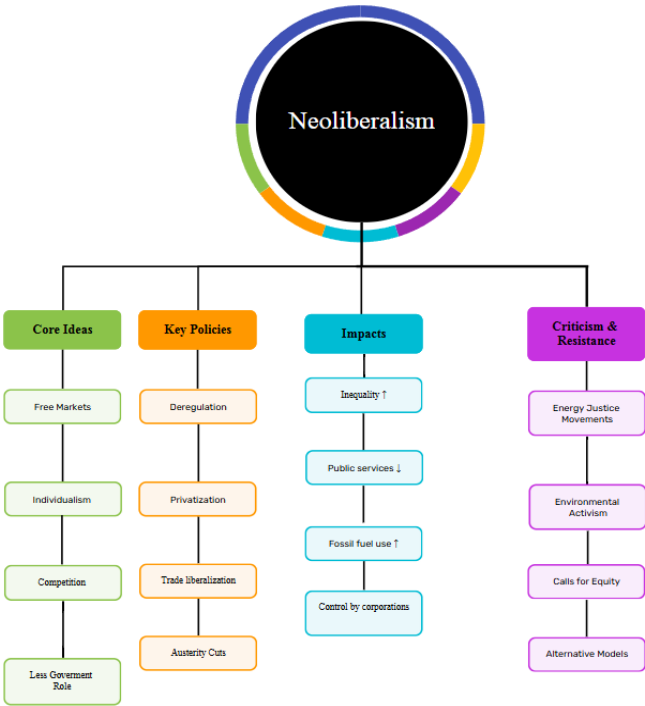 Neoliberalism
Core Ideas
Free Markets
Individualism
Competition
Less Goverment
Role
Key Policies
Deregulation
Privatization
Trade liberalization
Austerity Cuts
Impacts
Inequality ↑
Public services ↓
Fossil fuel use ↑
Control by corporations
Criticism &
Resistance
Energy Justice
Movements
Environmental
Activism
Calls for Equity
Alternative Models